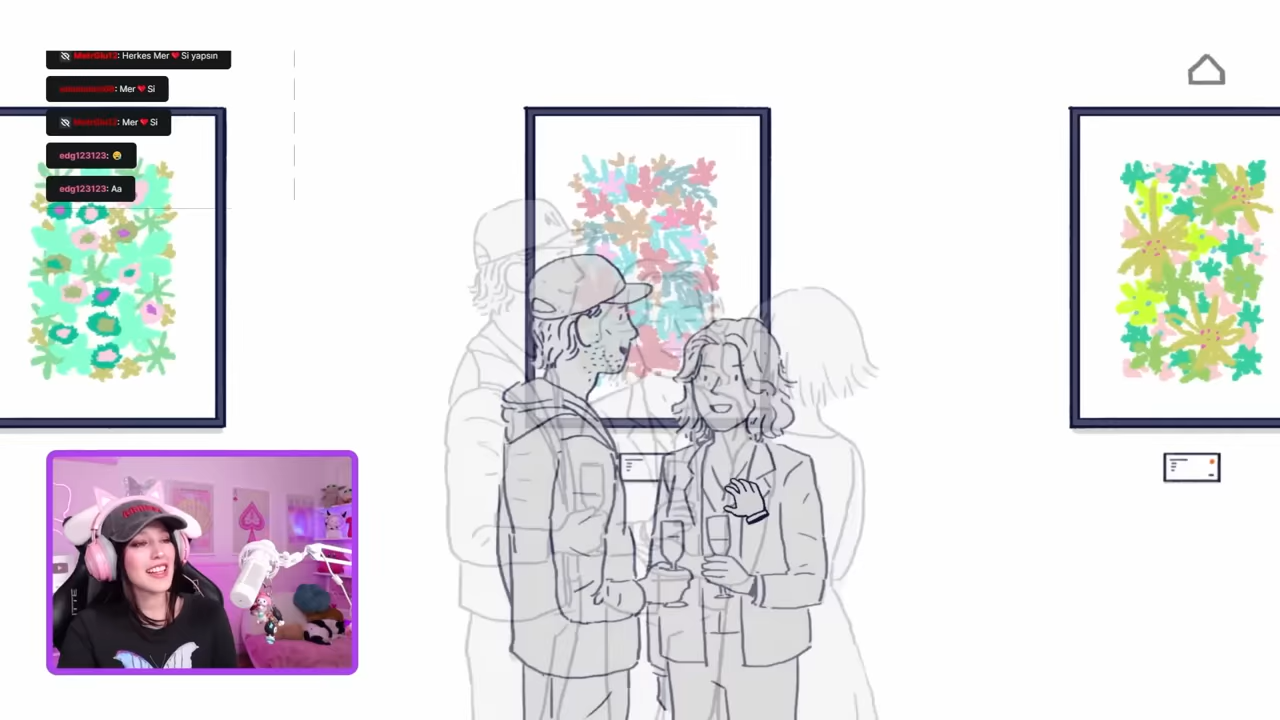 : Herkes Mer❤️Si yapsın
: Mer❤️Si
: Mer❤️Si
edg123123: 😢
edg123123: Aa